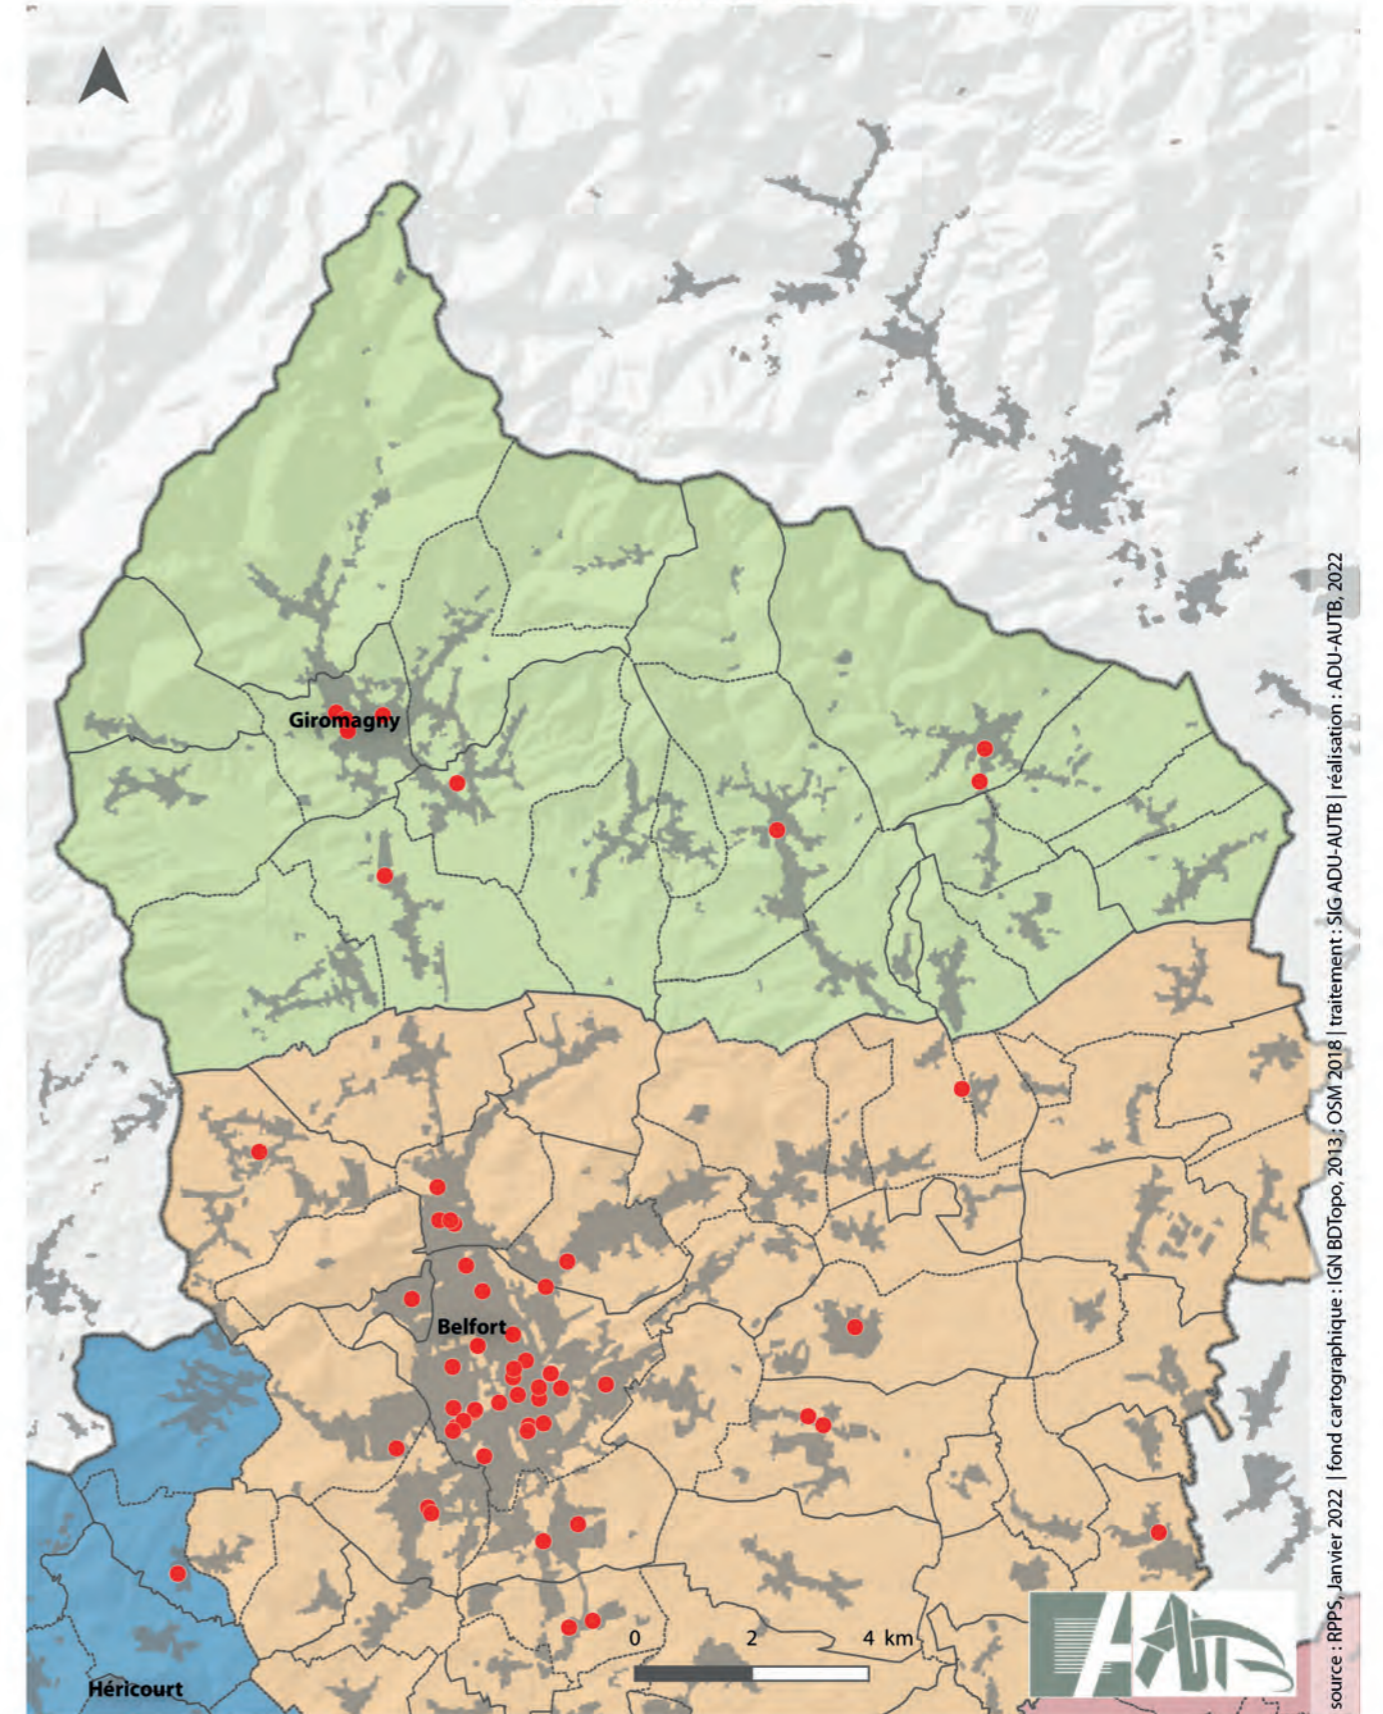 Giromagny
Belfort
Héricourt
0 2 4 km
source : RPPS, Janvier 2022 | fond cartographique : IGN BDTopo, 2013 ; OSM 2018 | traitement : SIG ADU-AUTB | réalisation : ADU-AUTB, 2022